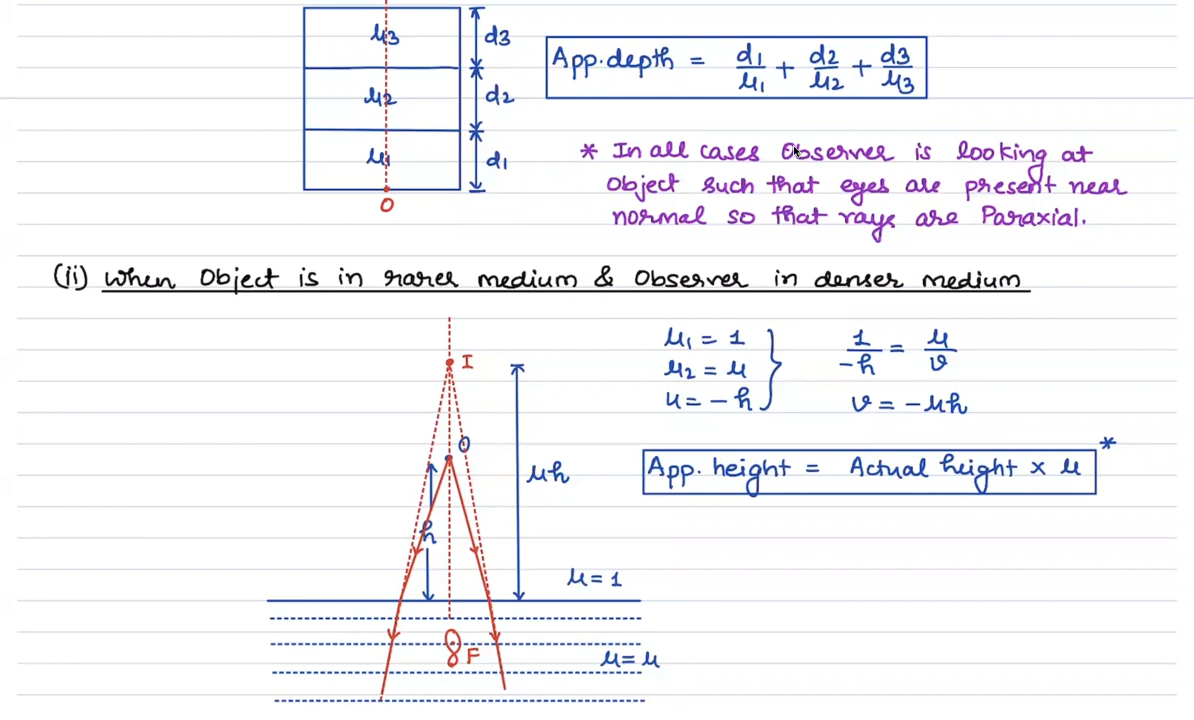 μ3 d3
App. depth = d1/μ1 + d2/μ2 + d3/μ3
μ2 d2
μ1 d1
O
* In all cases Observer is looking at
Object such that eyes are present near
normal so that rays are Paraxial.
(ii) When Object is in rarer medium & Observer in denser medium
I
O
h
μh
μ = 1
F
μ = μ
μ1 = 1
μ2 = μ
u = - h
1/-h = μ/v
v = - μh
App. height = Actual height x μ *